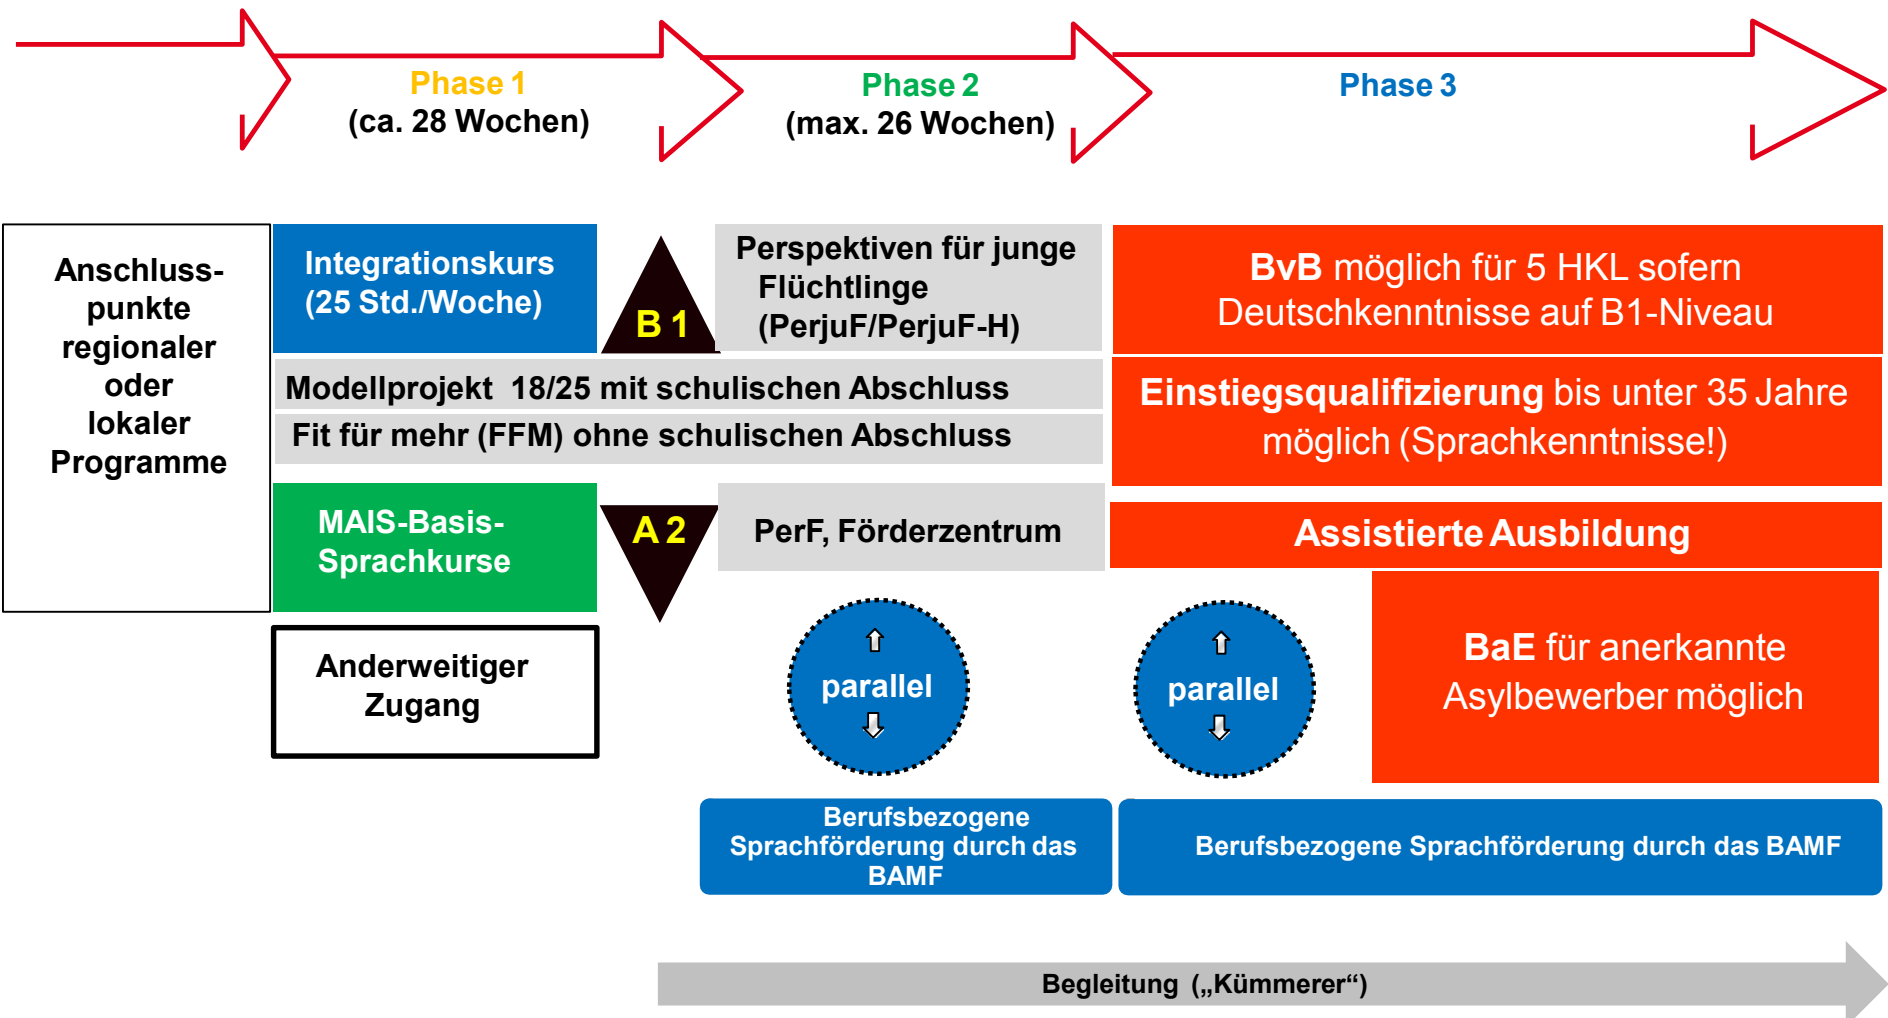 Phase 1
(ca. 28 Wochen)
Phase 2
(max. 26 Wochen)
Phase 3
Anschluss-
punkte
regionaler
oder
lokaler
Programme
Integrationskurs
(25 Std./Woche)
B 1
Perspektiven für junge
Flüchtlinge
(PerjuF/PerjuF-H)
BvB möglich für 5 HKL sofern
Deutschkenntnisse auf B1-Niveau
Modellprojekt 18/25 mit schulischen Abschluss
Fit für mehr (FFM) ohne schulischen Abschluss
Einstiegsqualifizierung bis unter 35 Jahre
möglich (Sprachkenntnisse!)
MAIS-Basis-
Sprachkurse
A 2
PerF, Förderzentrum
Assistierte Ausbildung
Anderweitiger
Zugang
parallel
parallel
BaE für anerkannte
Asylbewerber möglich
Berufsbezogene
Sprachförderung durch das
BAMF
Berufsbezogene Sprachförderung durch das BAMF
Begleitung („Kümmerer“)